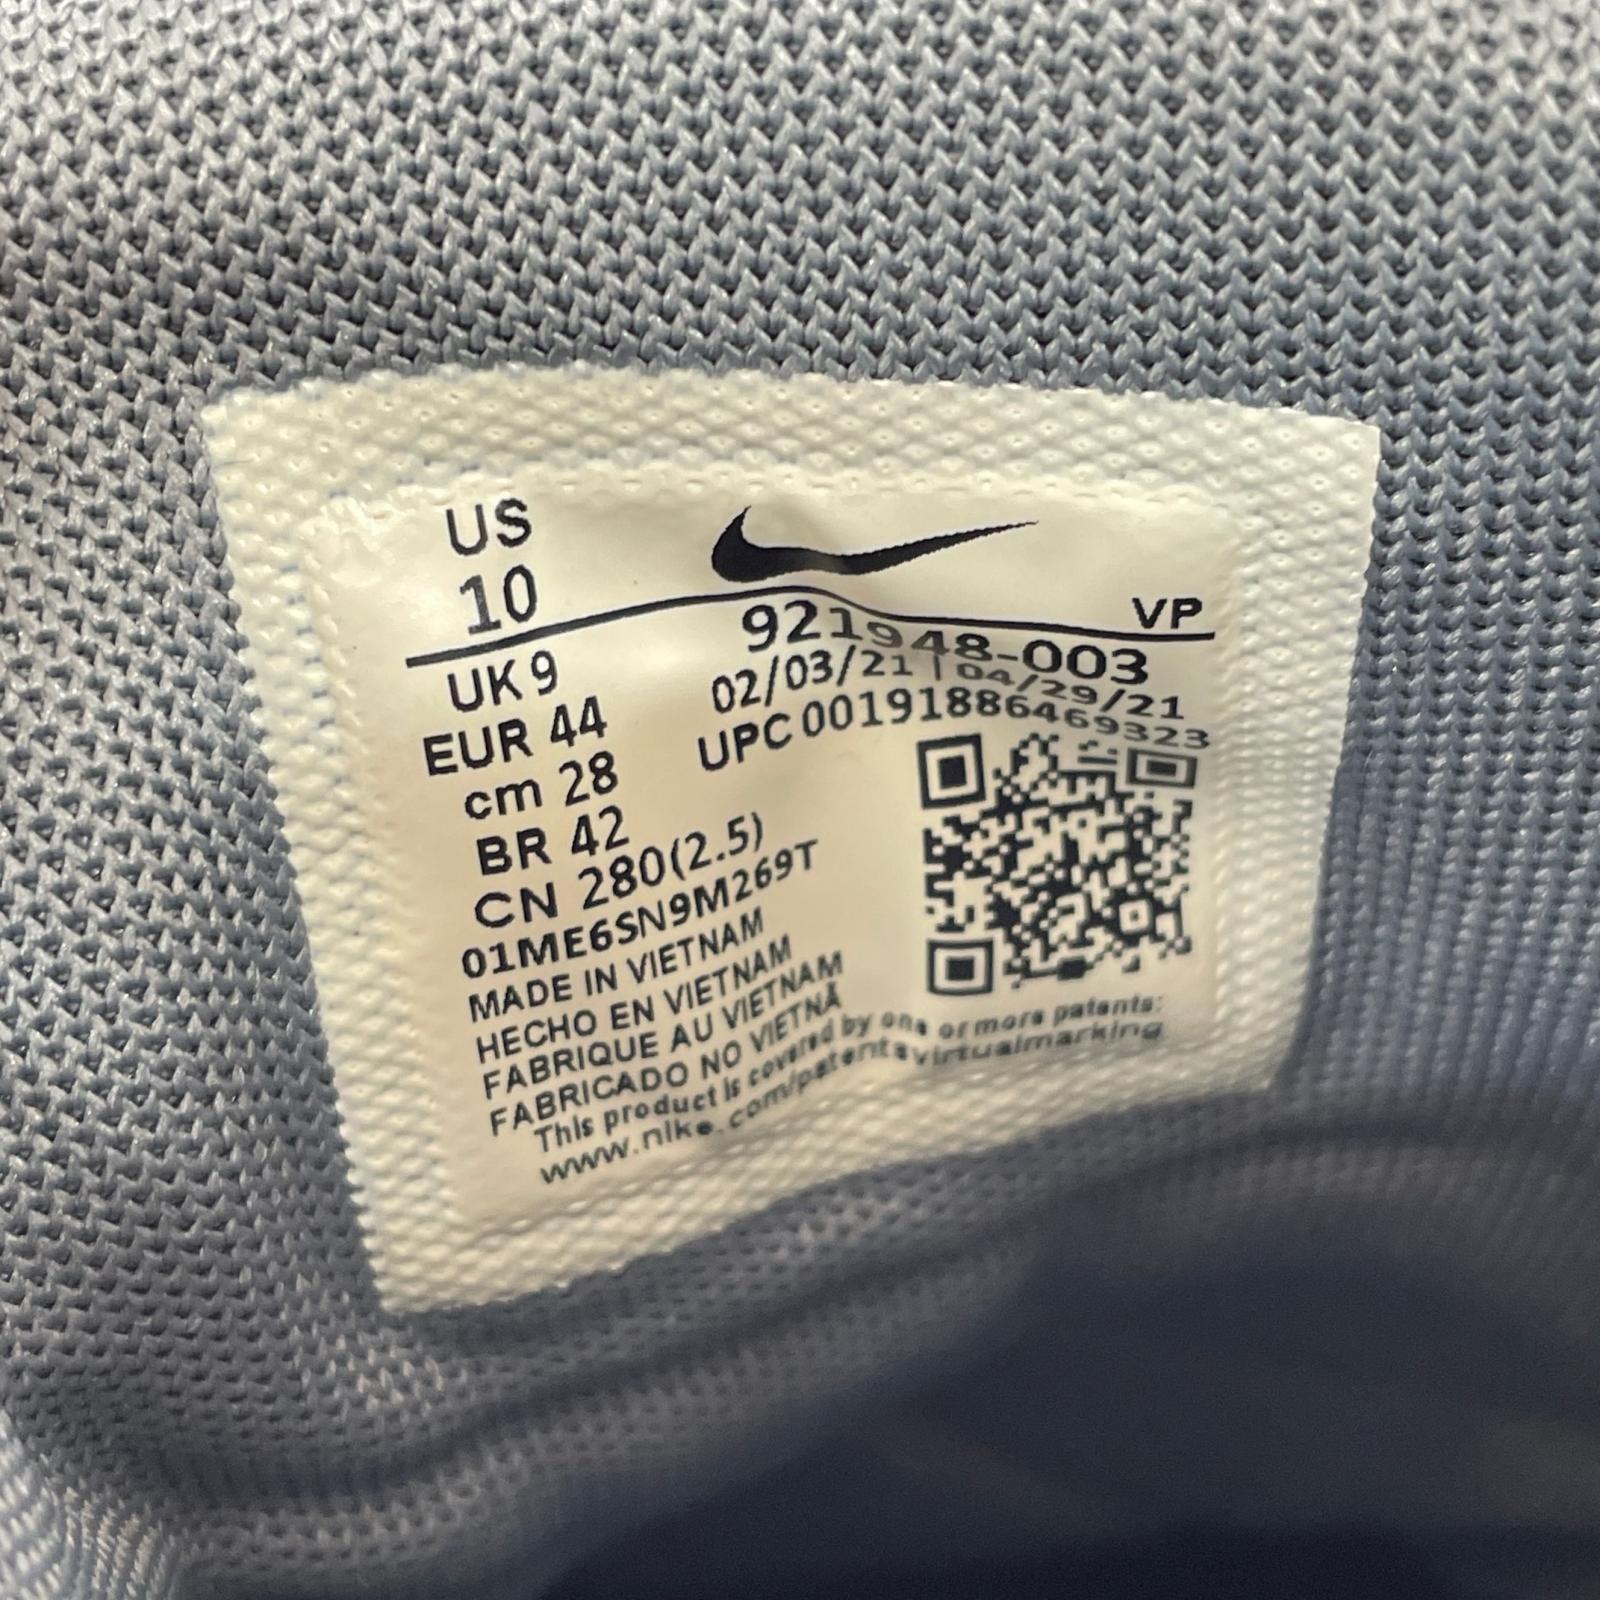 US
10
VP
UK 9
EUR 44
cm 28
BR 42
CN 280(2.5)
01ME6SN9M269T
MADE IN VIETNAM
HECHO EN VIETNAM
FABRIQUE AU VIETNAM
FABRICADO NO VIETNÃ
921948-003
02/03/21 | 04/29/21
UPC 00191886469323
This product is covered by one or more patents:
www.nike.com/patentsvirtualmarking